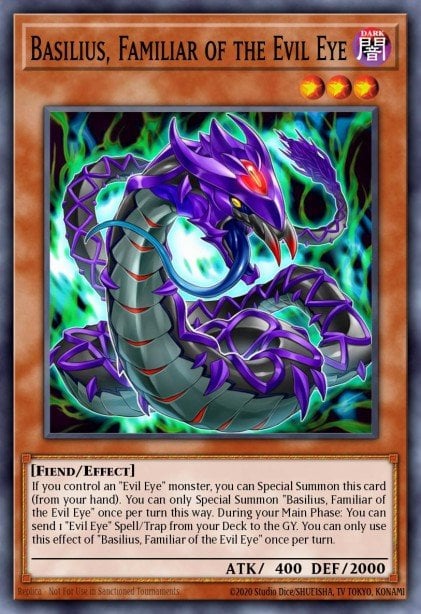 Basilius, Familiar of the Evil Eye
DARK
闇
[Fiend/Effect]
If you control an "Evil Eye" monster, you can Special Summon this card
(from your hand). You can only Special Summon "Basilius, Familiar of
the Evil Eye" once per turn this way. During your Main Phase: You can
send 1 "Evil Eye" Spell/Trap from your Deck to the GY. You can only use
this effect of "Basilius, Familiar of the Evil Eye" once per turn.
ATK/ 400 DEF/2000
Replica - Not For Use in Sanctioned Tournaments
©2020 Studio Dice/SHUEISHA, TV TOKYO, KONAMI